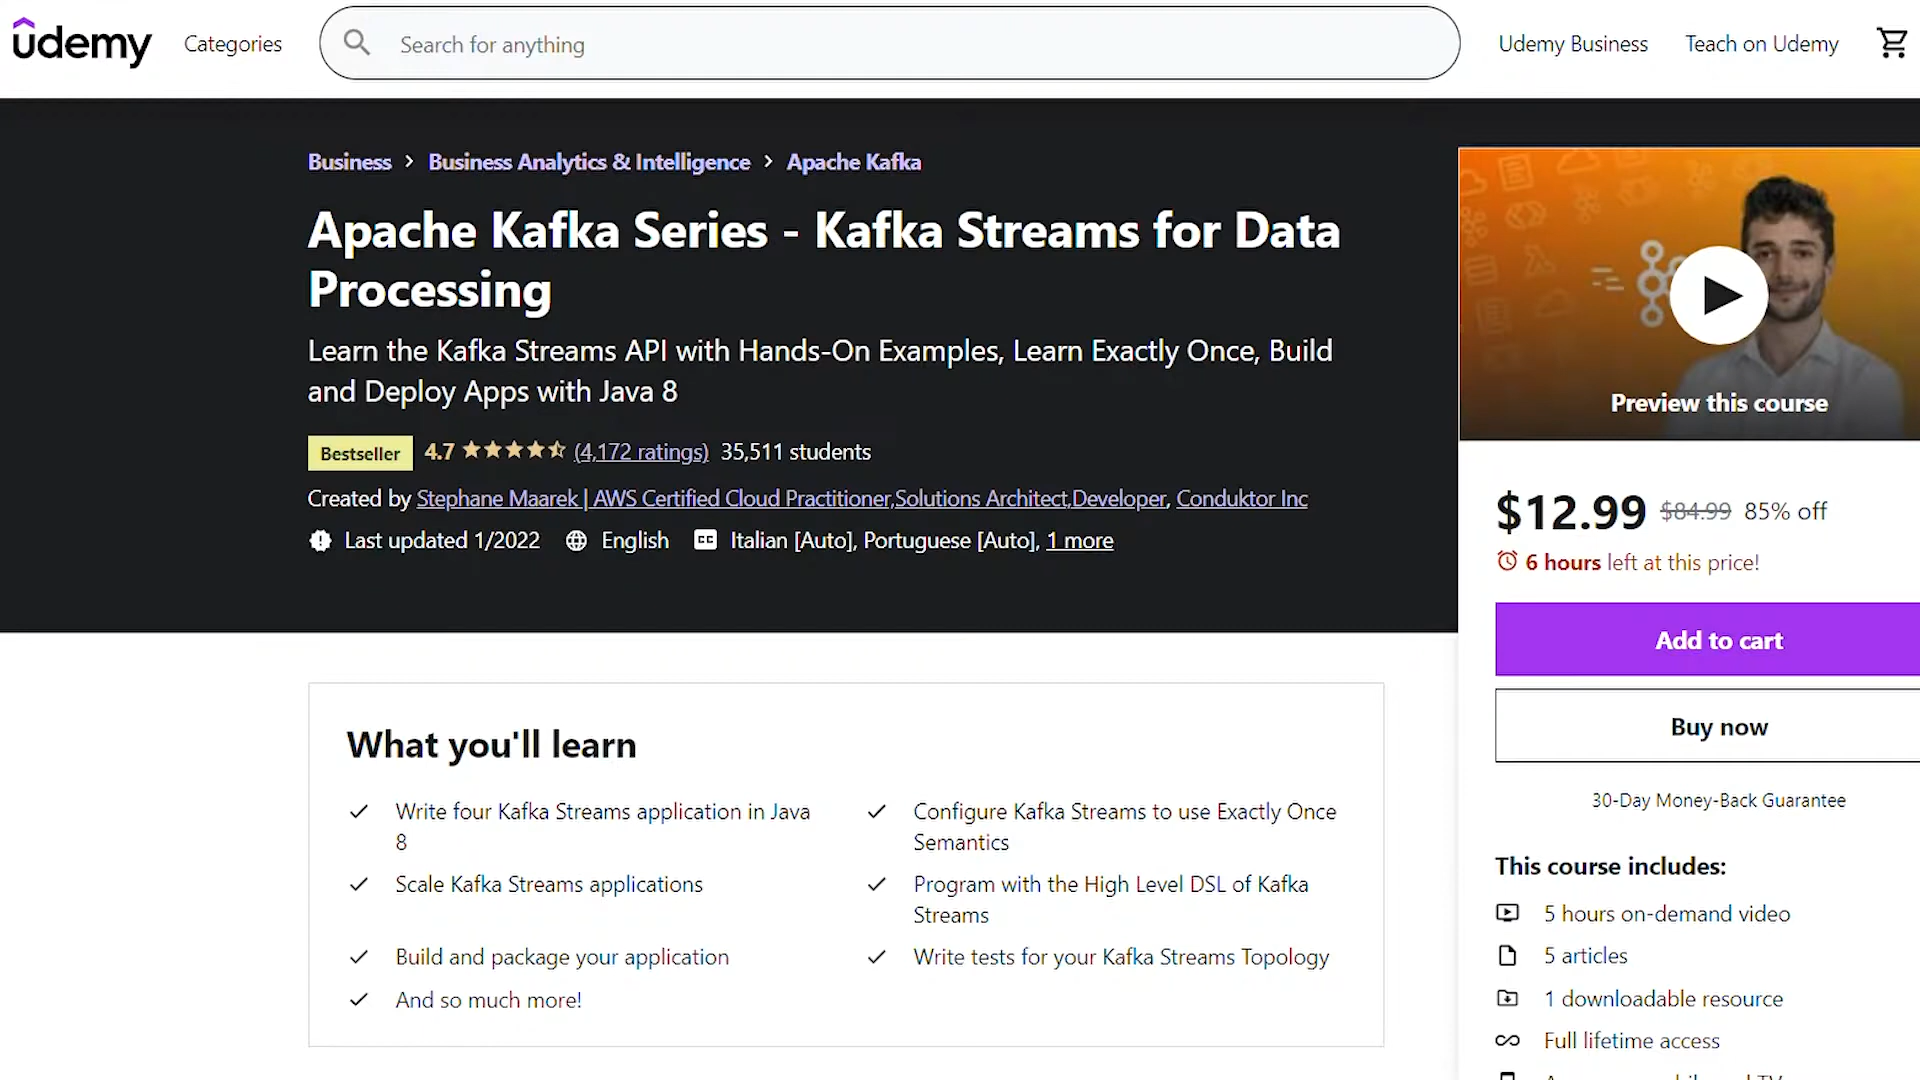 udemy
Categories
Search for anything
Udemy Business
Teach on Udemy
Business > Business Analytics & Intelligence > Apache Kafka
Apache Kafka Series - Kafka Streams for Data
Processing
Learn the Kafka Streams API with Hands-On Examples, Learn Exactly Once, Build
and Deploy Apps with Java 8
Bestseller 4.7 (4,172 ratings) 35,511 students
Created by Stephane Maarek | AWS Certified Cloud Practitioner,Solutions Architect,Developer, Conduktor Inc
Last updated 1/2022 English CC Italian [Auto], Portuguese [Auto], 1 more
Preview this course
$12.99 $84.99 85% off
6 hours left at this price!
Add to cart
Buy now
30-Day Money-Back Guarantee
This course includes:
5 hours on-demand video
5 articles
1 downloadable resource
Full lifetime access
What you'll learn
Write four Kafka Streams application in Java
8
Configure Kafka Streams to use Exactly Once
Semantics
Scale Kafka Streams applications
Program with the High Level DSL of Kafka
Streams
Build and package your application
Write tests for your Kafka Streams Topology
And so much more!